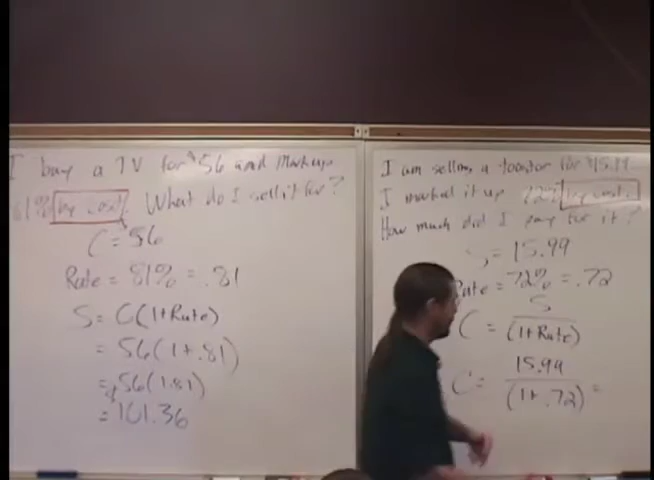 I buy a TV for $56 and Markup
81% by cost. What do I sell it for?
C = 56
Rate = 81% = .81
S = C(1+Rate)
= 56(1+.81)
= 56(1.81)
= 101.36
I am selling a toaster for $15.99
I marked it up 72% by cost.
How much did I pay for it?
S = 15.99
Rate = 72% = .72
C = S
(1+Rate)
C = 15.99
(1+.72) =